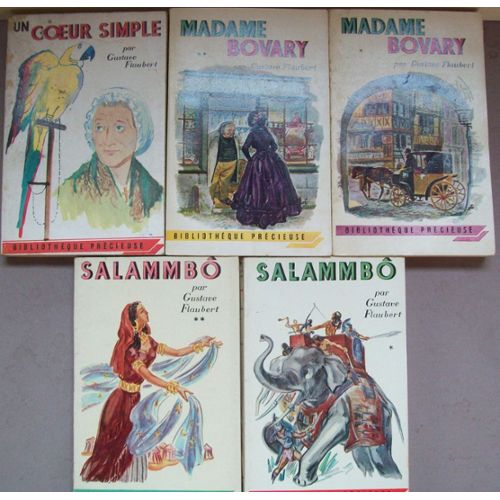 UN CŒUR SIMPLE
par
Gustave
Flaubert
BIBLIOTHÈQUE PRÉCIEUSE
MADAME
BOVARY
par Gustave Flaubert
BIBLIOTHÈQUE PRÉCIEUSE
MADAME
BOVARY
par Gustave Flaubert
BIBLIOTHÈQUE PRÉCIEUSE
SALAMMBÔ
par
Gustave
Flaubert
**
SALAMMBÔ
par
Gustave
Flaubert
*